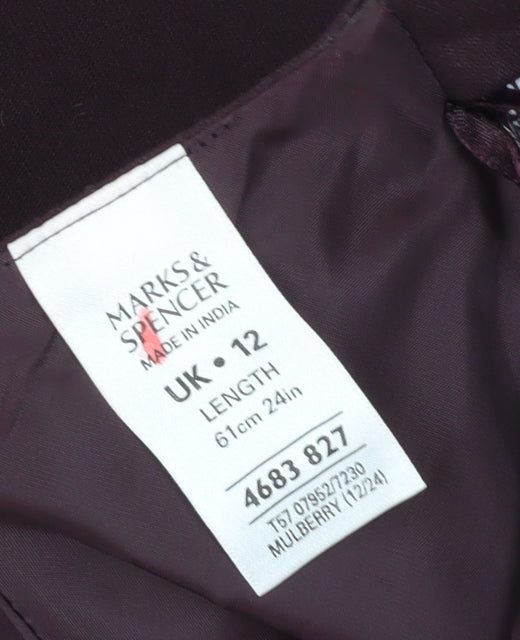 MARKS &
SPENCER
MADE IN INDIA
UK • 12
LENGTH
61cm 24in
4683 827
T57 07952/7230
MULBERRY (12/24)